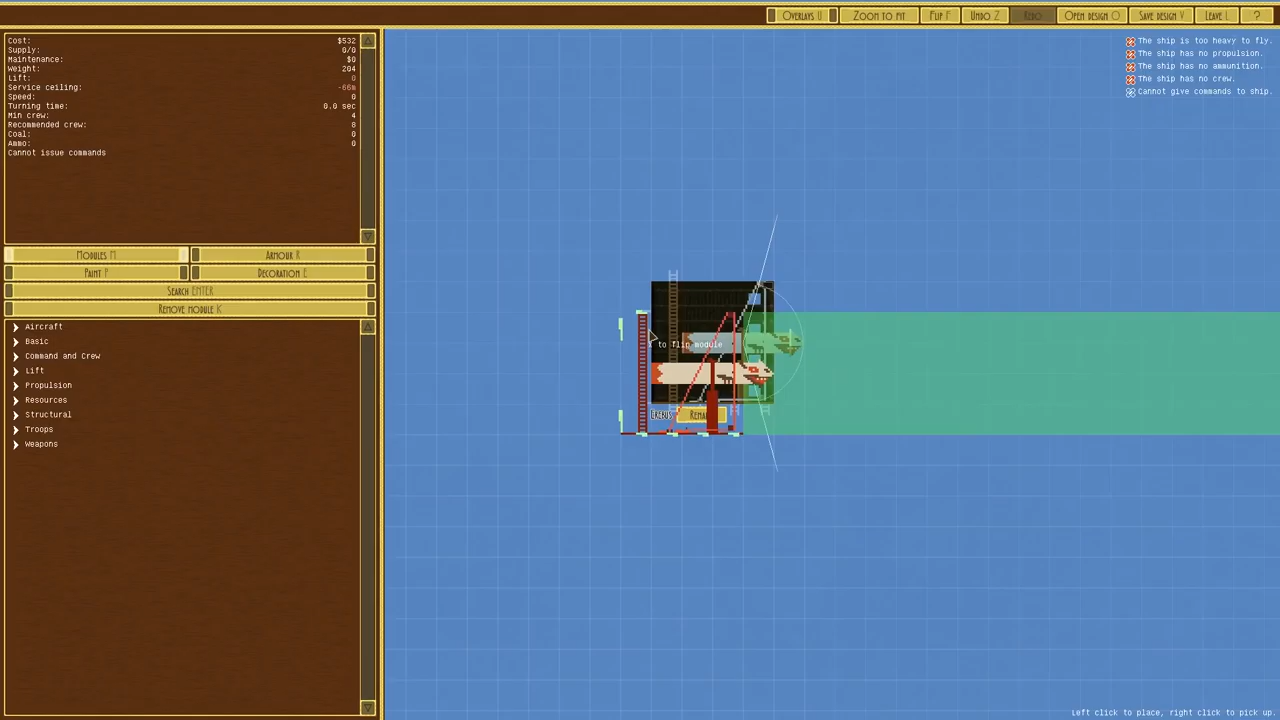 OVERLAYS U
ZOOM TO FIT
FLIP F
UNDO Z
REDO
OPEN DESIGN O
SAVE DESIGN V
LEAVE L
?
Cost: $532
Supply: 0/0
Maintenance: $0
Weight: 204
Lift: 0
Service ceiling: -66m
Speed: 0
Turning time: 0.0 sec
Min crew: 4
Recommended crew: 8
Coal: 0
Ammo: 0
Cannot issue commands
The ship is too heavy to fly.
The ship has no propulsion.
The ship has no ammunition.
The ship has no crew.
Cannot give commands to ship.
MODULES M
ARMOUR R
PAINT P
DECORATION E
SEARCH ENTER
REMOVE MODULE K
Aircraft
Basic
Command and Crew
Lift
Propulsion
Resources
Structural
Troops
Weapons
to flip module
EREBUS
Left click to place, right click to pick up.